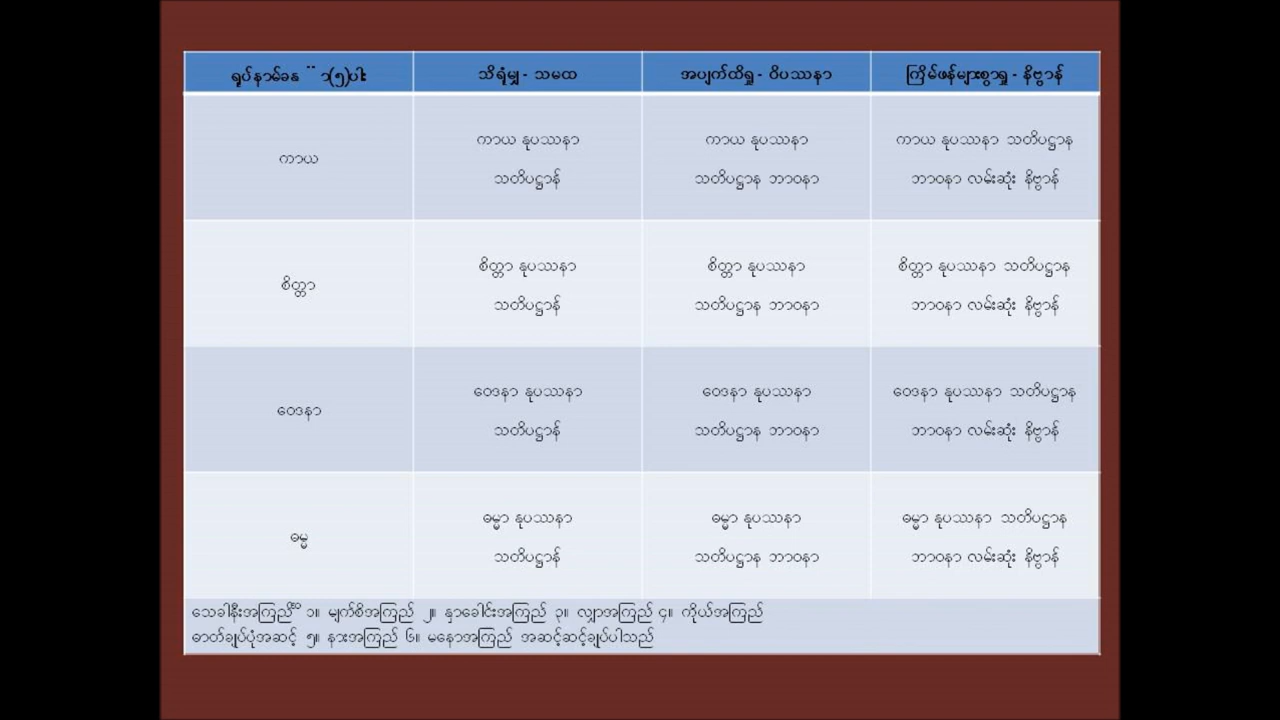 ရုပ်နာမ်ခန ¨ ာ(၅)ပါး
သိရုံမျှ - သမထ
အပျက်ထိရှု - ဝိပဿနာ
ကြိမ်ဖန်များစွာရှု - နိဗ္ဗာန်
ကာယ
ကာယ နုပဿနာ
သတိပဋ္ဌာန်
ကာယ နုပဿနာ
သတိပဋ္ဌာန ဘာဝနာ
ကာယ နုပဿနာ သတိပဋ္ဌာန
ဘာဝနာ လမ်းဆုံး နိဗ္ဗာန်
စိတ္တာ
စိတ္တာ နုပဿနာ
သတိပဋ္ဌာန်
စိတ္တာ နုပဿနာ
သတိပဋ္ဌာန ဘာဝနာ
စိတ္တာ နုပဿနာ သတိပဋ္ဌာန
ဘာဝနာ လမ်းဆုံး နိဗ္ဗာန်
ဝေဒနာ
ဝေဒနာ နုပဿနာ
သတိပဋ္ဌာန်
ဝေဒနာ နုပဿနာ
သတိပဋ္ဌာန ဘာဝနာ
ဝေဒနာ နုပဿနာ သတိပဋ္ဌာန
ဘာဝနာ လမ်းဆုံး နိဗ္ဗာန်
ဓမ္မ
ဓမ္မာ နုပဿနာ
သတိပဋ္ဌာန်
ဓမ္မာ နုပဿနာ
သတိပဋ္ဌာန ဘာဝနာ
ဓမ္မာ နုပဿနာ သတိပဋ္ဌာန
ဘာဝနာ လမ်းဆုံး နိဗ္ဗာန်
သေခါနီးအကြည် ၁။ မျက်စိအကြည် ၂။ နှာခေါင်းအကြည် ၃။ လျှာအကြည် ၄။ ကိုယ်အကြည်
ဓာတ်ချုပ်ပုံအဆင့် ၅။ နားအကြည် ၆။ မနောအကြည် အဆင့်ဆင့်ချုပ်ပါသည်